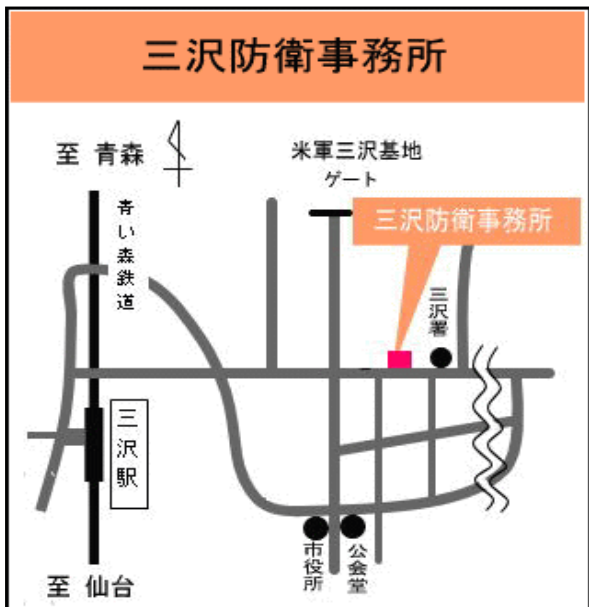 三沢防衛事務所
至 青森
米軍三沢基地
ゲート
三沢防衛事務所
青い森鉄道
三沢署
三沢駅
市役所
公会堂
至 仙台